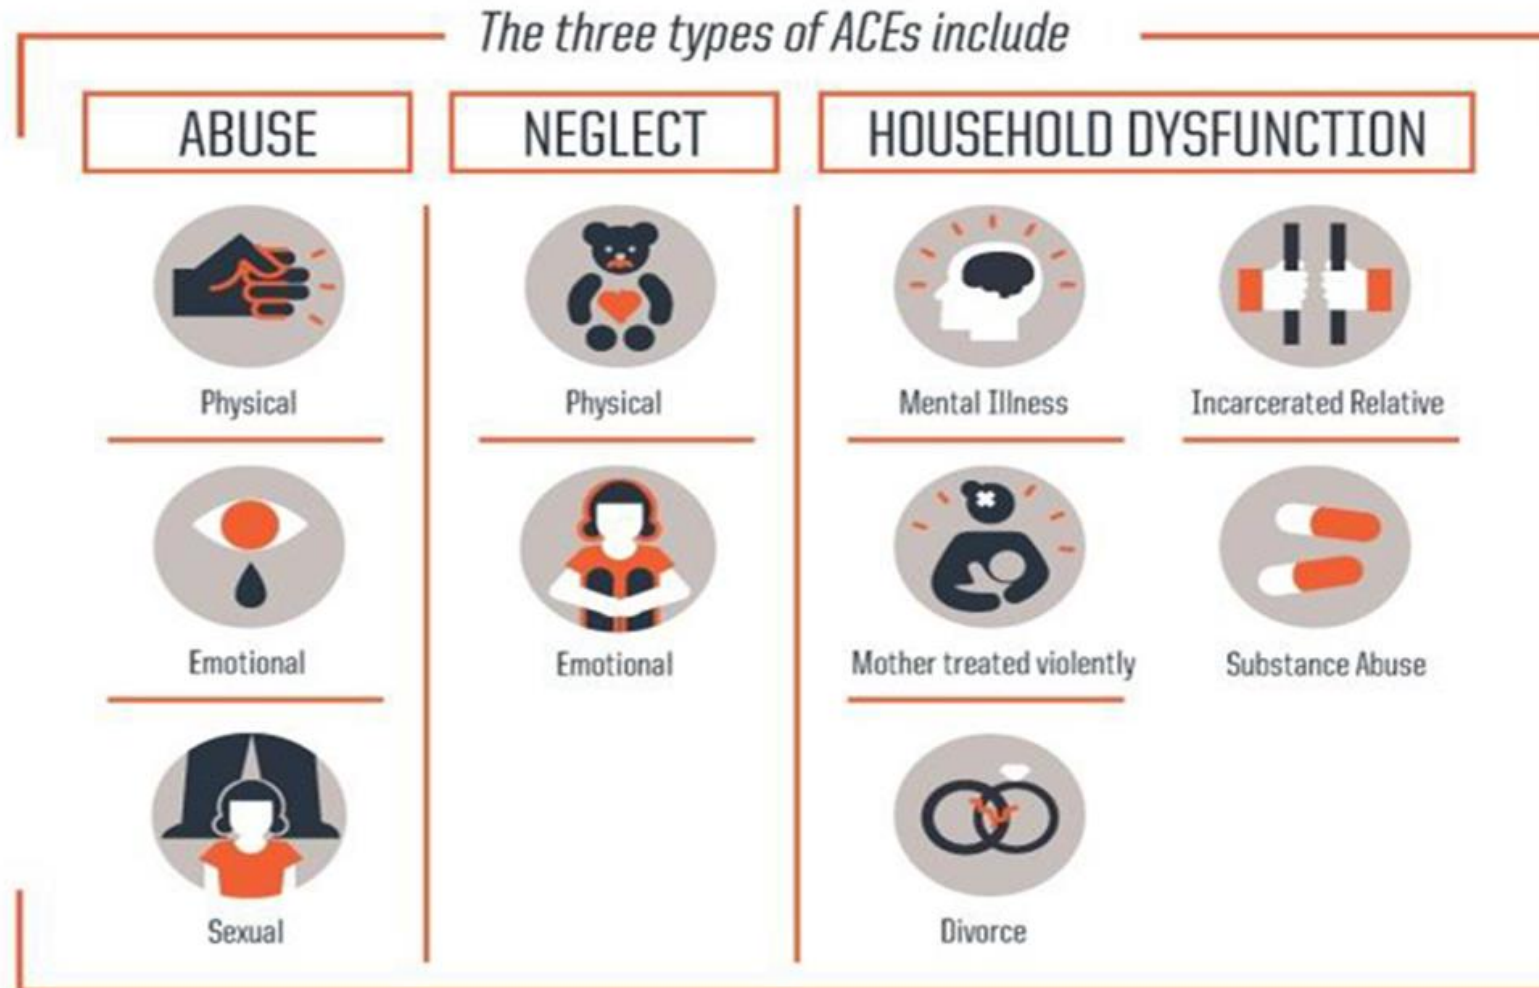 The three types of ACEs include
ABUSE
Physical
Emotional
Sexual
NEGLECT
Physical
Emotional
HOUSEHOLD DYSFUNCTION
Mental Illness
Incarcerated Relative
Mother treated violently
Substance Abuse
Divorce